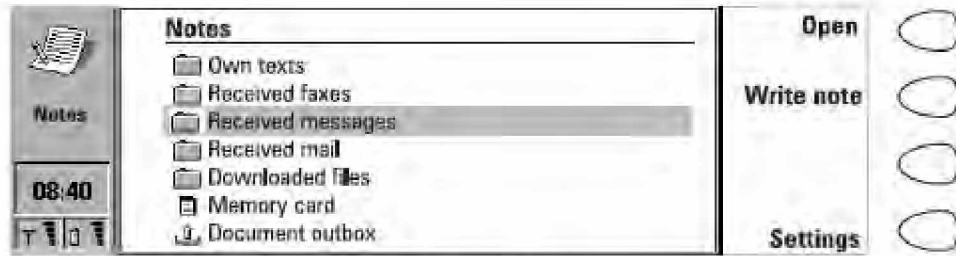 Notes
08:40
Notes
Own texts
Received faxes
Received messages
Received mail
Downloaded files
Memory card
Document outbox
Open
Write note
Settings